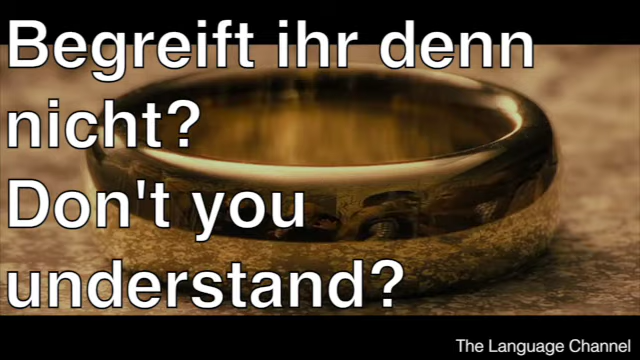 Begreift ihr denn
nicht?
Don't you
understand?
The Language Channel